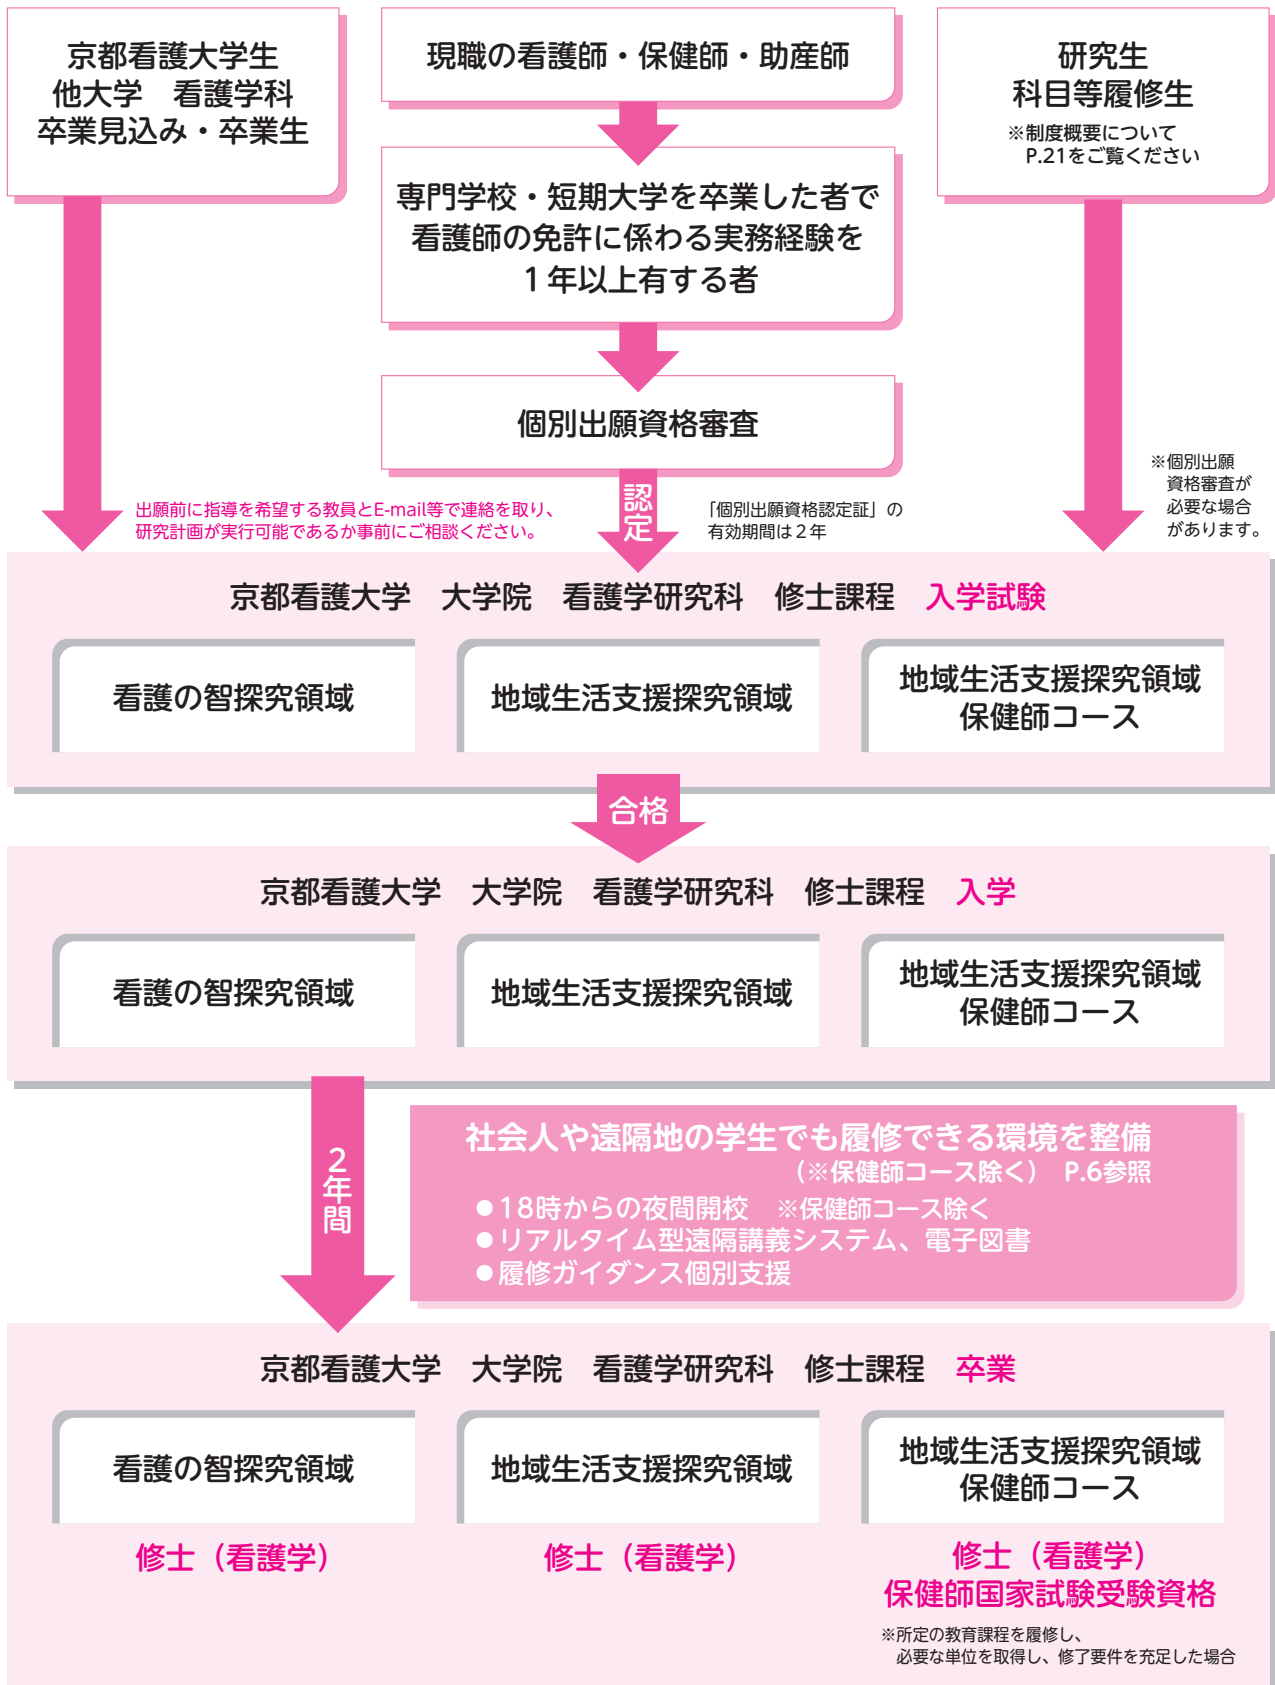 京都看護大学生
他大学　看護学科
卒業見込み・卒業生
現職の看護師・保健師・助産師
専門学校・短期大学を卒業した者で
看護師の免許に係わる実務経験を
１年以上有する者
個別出願資格審査
研究生
科目等履修生
※制度概要について
P.21をご覧ください
出願前に指導を希望する教員とE-mail等で連絡を取り、
研究計画が実行可能であるか事前にご相談ください。
認定
「個別出願資格認定証」の
有効期間は２年
※個別出願
資格審査が
必要な場合
があります。
京都看護大学　大学院　看護学研究科　修士課程　入学試験
看護の智探究領域
地域生活支援探究領域
地域生活支援探究領域
保健師コース
合格
京都看護大学　大学院　看護学研究科　修士課程　入学
看護の智探究領域
地域生活支援探究領域
地域生活支援探究領域
保健師コース
２年間
社会人や遠隔地の学生でも履修できる環境を整備
（※保健師コース除く）　P.6参照
●18時からの夜間開校　※保健師コース除く
●リアルタイム型遠隔講義システム、電子図書
●履修ガイダンス個別支援
京都看護大学　大学院　看護学研究科　修士課程　卒業
看護の智探究領域
地域生活支援探究領域
地域生活支援探究領域
保健師コース
修士（看護学）
修士（看護学）
修士（看護学）
保健師国家試験受験資格
※所定の教育課程を履修し、
必要な単位を取得し、修了要件を充足した場合